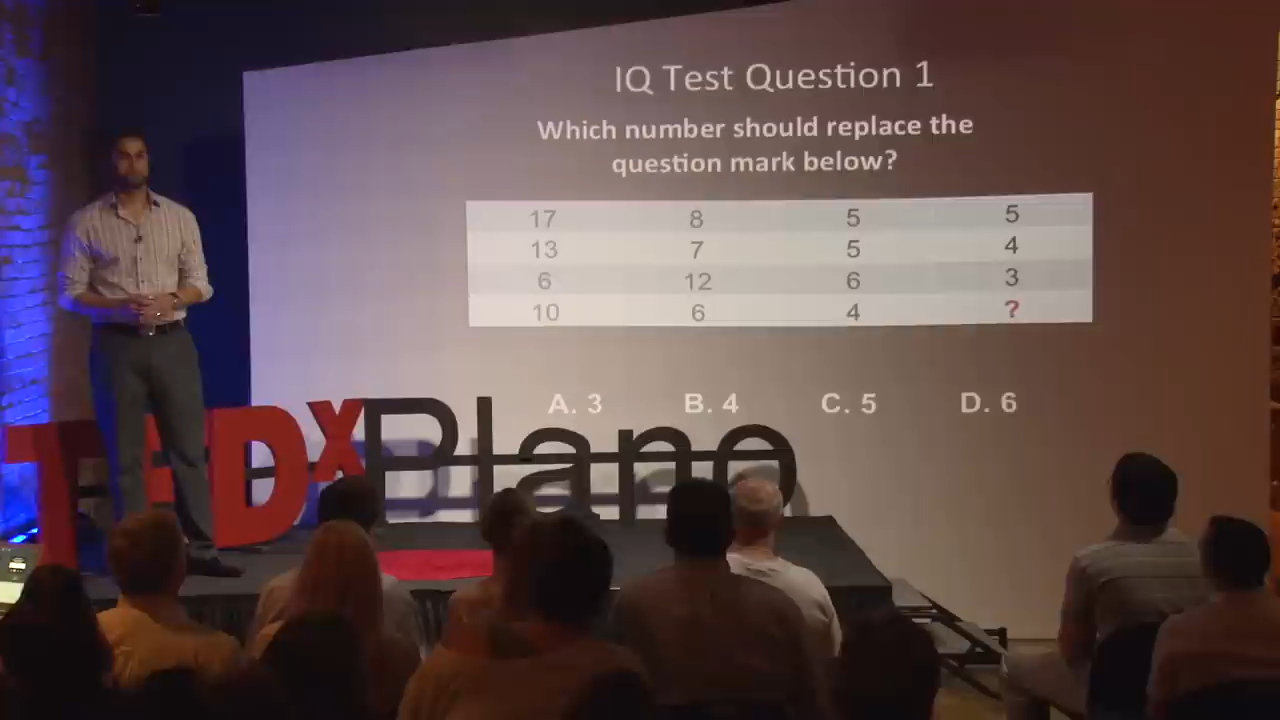 IQ Test Question 1
Which number should replace the
question mark below?
17 8 5 5
13 7 5 4
6 12 6 3
10 6 4 ?
A. 3 B. 4 C. 5 D. 6
TEDxPlano